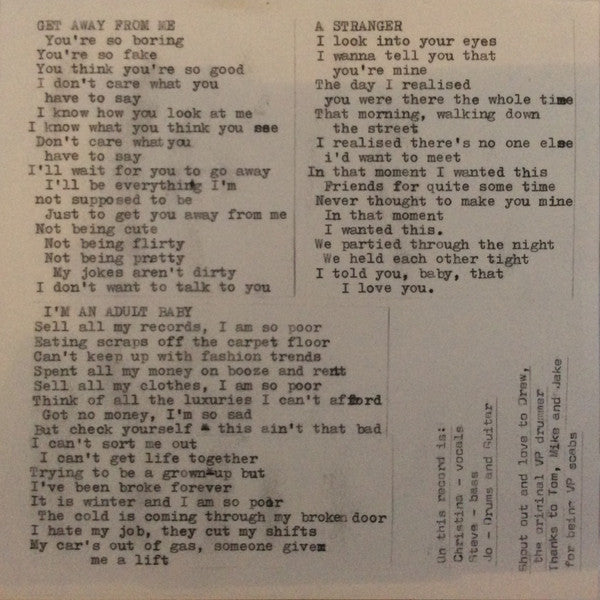 GET AWAY FROM ME
You're so boring
You're so fake
You think you're so good
I don't care what you
have to say
I know how you look at me
I know what you think you see
Don't care what you
have to say
I'll wait for you to go away
I'll be everything I'm
not supposed to be
Just to get you away from me
Not being cute
Not being flirty
Not being pretty
My jokes aren't dirty
I don't want to talk to you
A STRANGER
I look into your eyes
I wanna tell you that
you're mine
The day I realised
you were there the whole time
That morning, walking down
the street
I realised there's no one else
i'd want to meet
In that moment I wanted this
Friends for quite some time
Never thought to make you mine
In that moment
I wanted this.
We partied through the night
We held each other tight
I told you, baby, that
I love you.
I'M AN ADULT BABY
Sell all my records, I am so poor
Eating scraps off the carpet floor
Can't keep up with fashion trends
Spent all my money on booze and rent
Sell all my clothes, I am so poor
Think of all the luxuries I can't afford
Got no money, I'm so sad
But check yourself - this ain't that bad
I can't sort me out
I can't get life together
Trying to be a grown-up but
I've been broke forever
It is winter and I am so poor
The cold is coming through my broken door
I hate my job, they cut my shifts
My car's out of gas, someone give
me a lift
On this record is:
Christina - vocals
Steve - bass
Jo - Drums and Guitar
Shout out and love to Drew,
the original VP drummer
Thanks to Tom, Mike and Jake
for being VP scabs